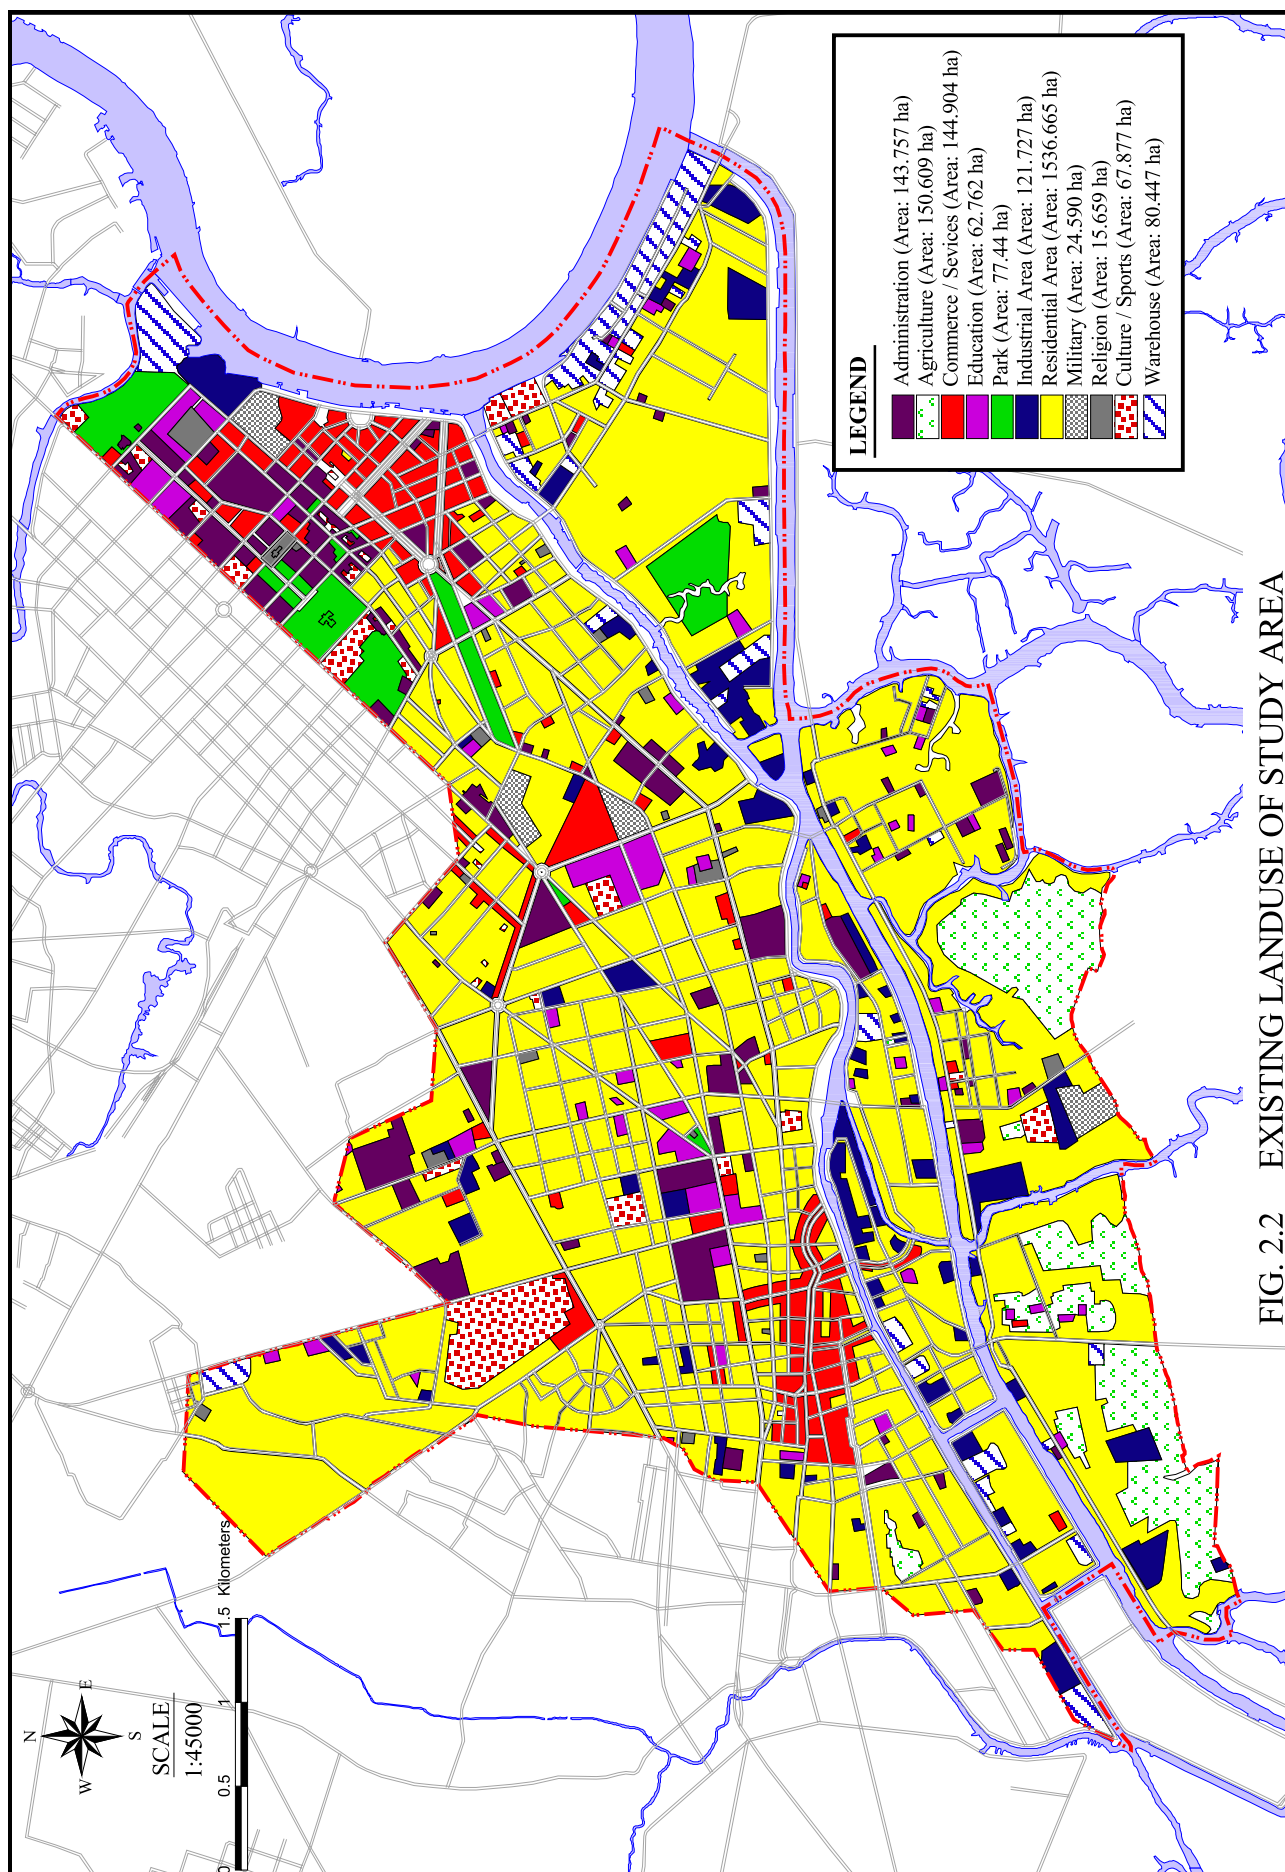 LEGEND
Administration (Area: 143.757 ha)
Agriculture (Area: 150.609 ha)
Commerce / Sevices (Area: 144.904 ha)
Education (Area: 62.762 ha)
Park (Area: 77.44 ha)
Industrial Area (Area: 121.727 ha)
Residential Area (Area: 1536.665 ha)
Military (Area: 24.590 ha)
Religion (Area: 15.659 ha)
Culture / Sports (Area: 67.877 ha)
Warehouse (Area: 80.447 ha)
N
E
S
W
SCALE
1:45000
0 0.5 1 1.5 Kilometers
FIG. 2.2 EXISTING LANDUSE OF STUDY AREA